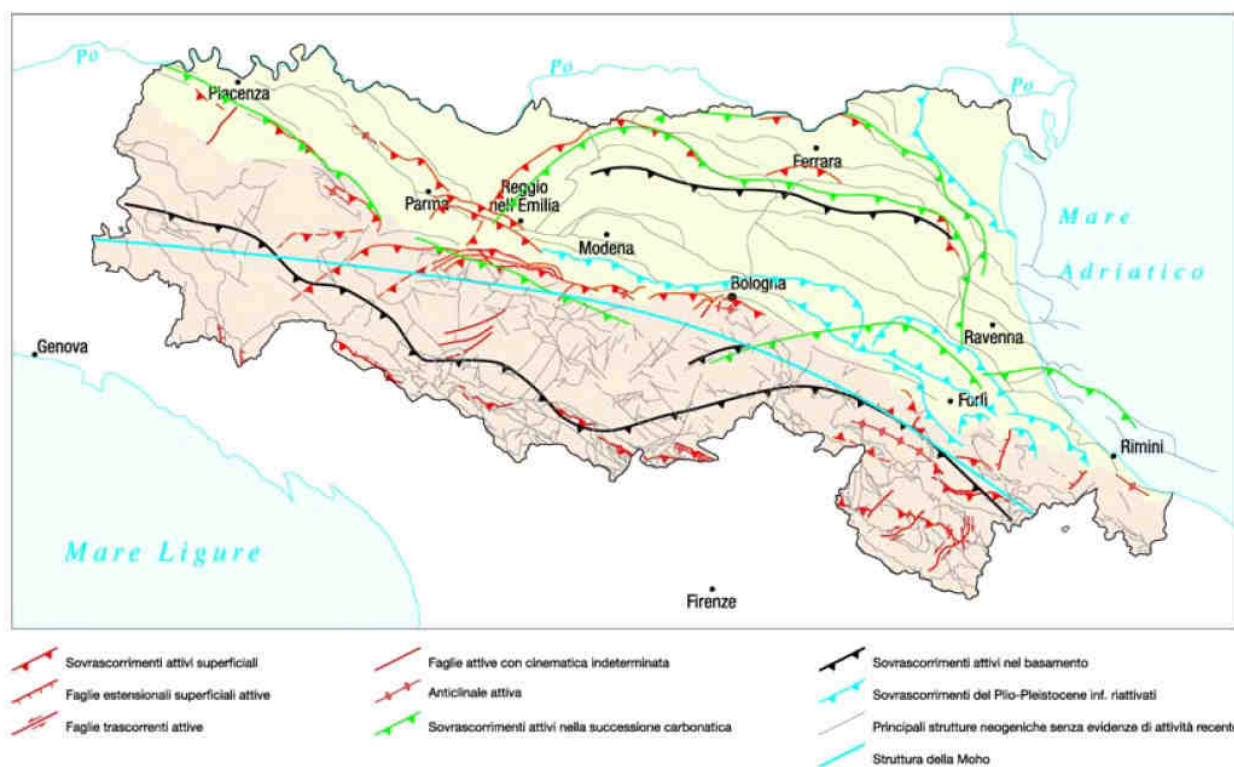 Po
Po
Po
Piacenza
Ferrara
Parma
Reggio
nell'Emilia
Modena
Mare
Adriatico
Bologna
Ravenna
Genova
Forlì
Rimini
Mare Ligure
Firenze
Sovrascorrimenti attivi superficiali
Faglie estensionali superficiali attive
Faglie trascorrenti attive
Faglie attive con cinematica indeterminata
Anticlinale attiva
Sovrascorrimenti attivi nella successione carbonatica
Sovrascorrimenti attivi nel basamento
Sovrascorrimenti del Plio-Pleistocene inf. riattivati
Principali strutture neogeniche senza evidenze di attività recente
Struttura della Moho